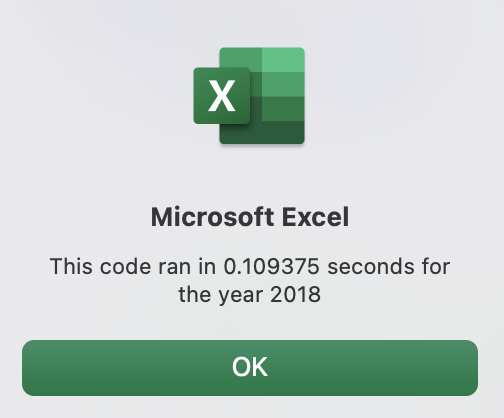 X
Microsoft Excel
This code ran in 0.109375 seconds for
the year 2018
OK